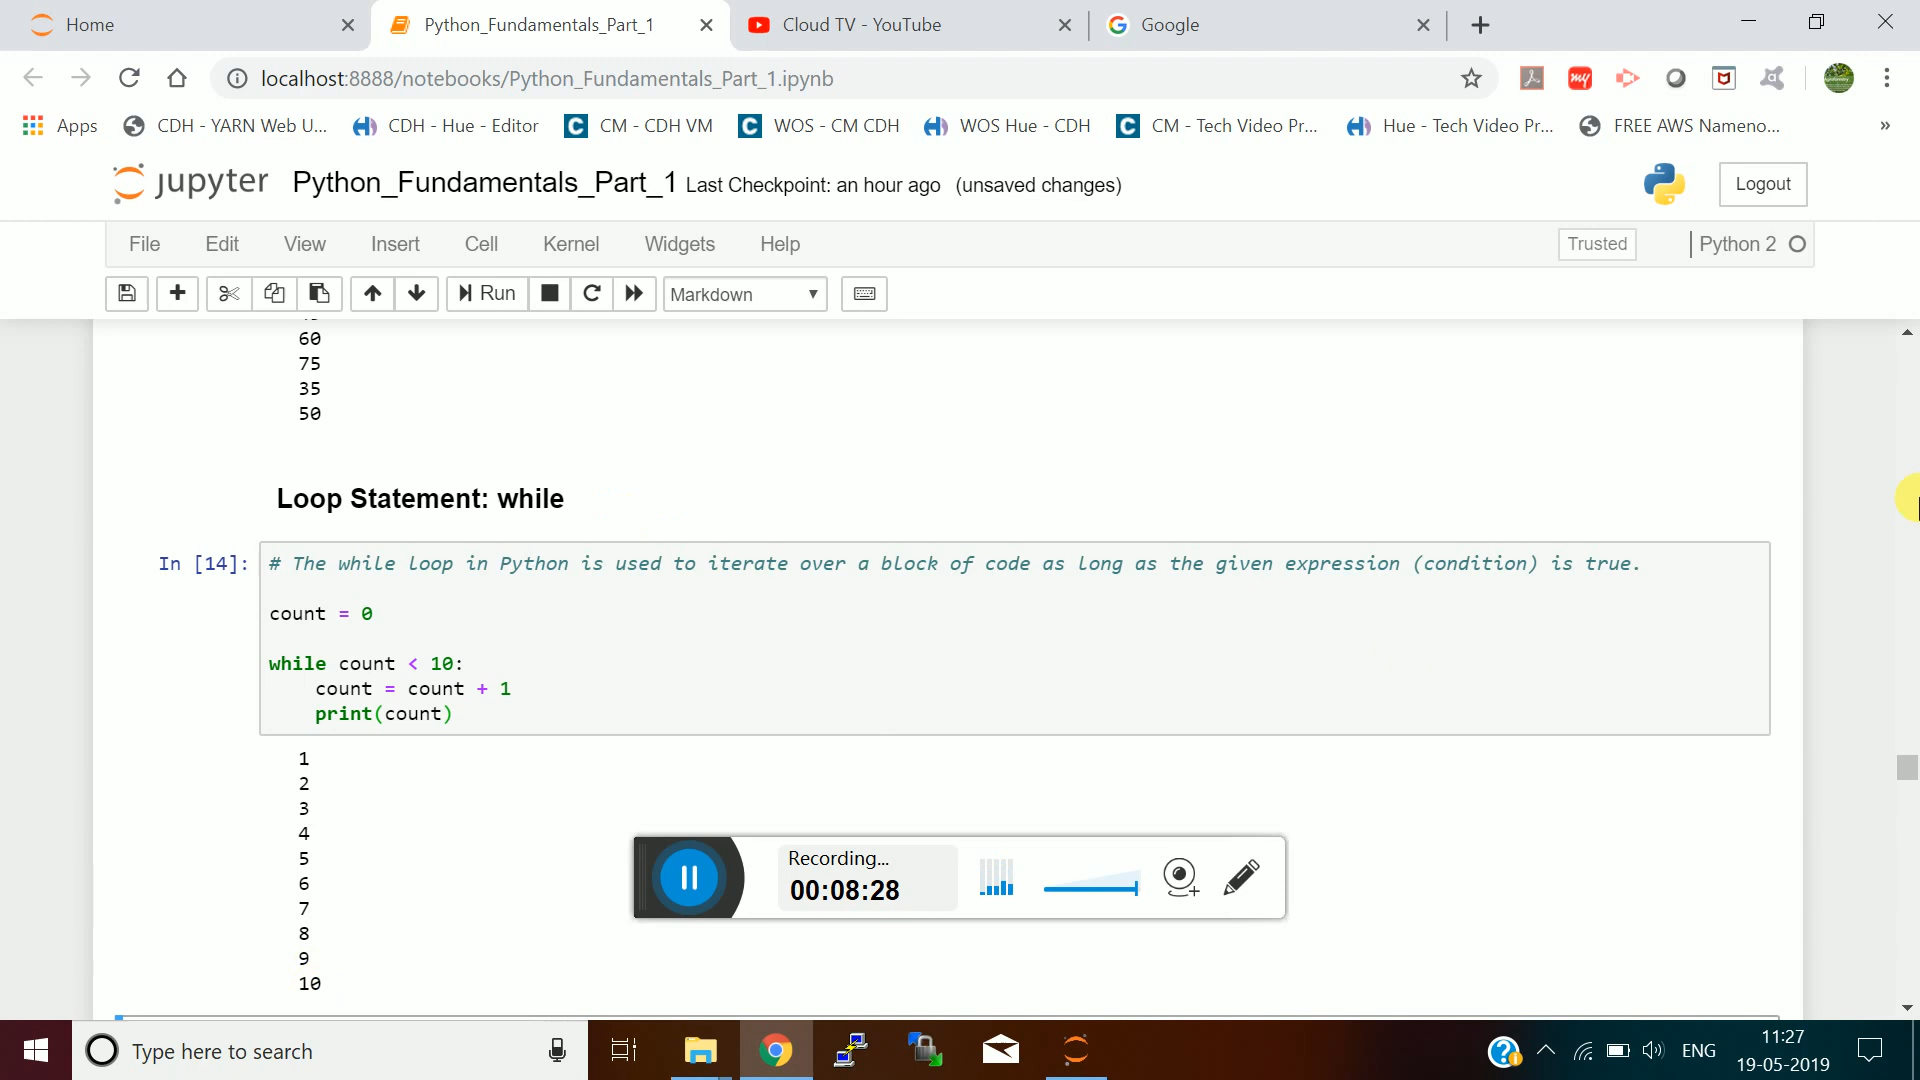 Home
Python_Fundamentals_Part_1
Cloud TV - YouTube
Google
localhost:8888/notebooks/Python_Fundamentals_Part_1.ipynb
Apps
CDH - YARN Web U...
CDH - Hue - Editor
CM - CDH VM
WOS - CM CDH
WOS Hue - CDH
CM - Tech Video Pr...
Hue - Tech Video Pr...
FREE AWS Nameno...
»
jupyter Python_Fundamentals_Part_1 Last Checkpoint: an hour ago (unsaved changes)
Logout
File Edit View Insert Cell Kernel Widgets Help
Trusted
Python 2
Run
Markdown
60
75
35
50
Loop Statement: while
In [14]:
# The while loop in Python is used to iterate over a block of code as long as the given expression (condition) is true.
count = 0
while count < 10:
count = count + 1
print(count)
1
2
3
4
5
6
7
8
9
10
Recording...
00:08:28
Type here to search
ENG
11:27
19-05-2019